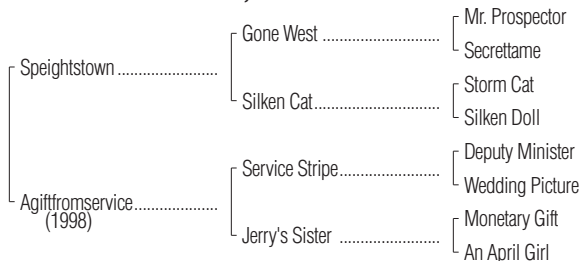 Mr. Prospector
Gone West ........................
Secrettame
Speightstown ....................
Storm Cat
Silken Cat.........................
Silken Doll
Deputy Minister
Service Stripe....................
Wedding Picture
Agiftfromservice.................
(1998)
Monetary Gift
Jerry's Sister ....................
An April Girl